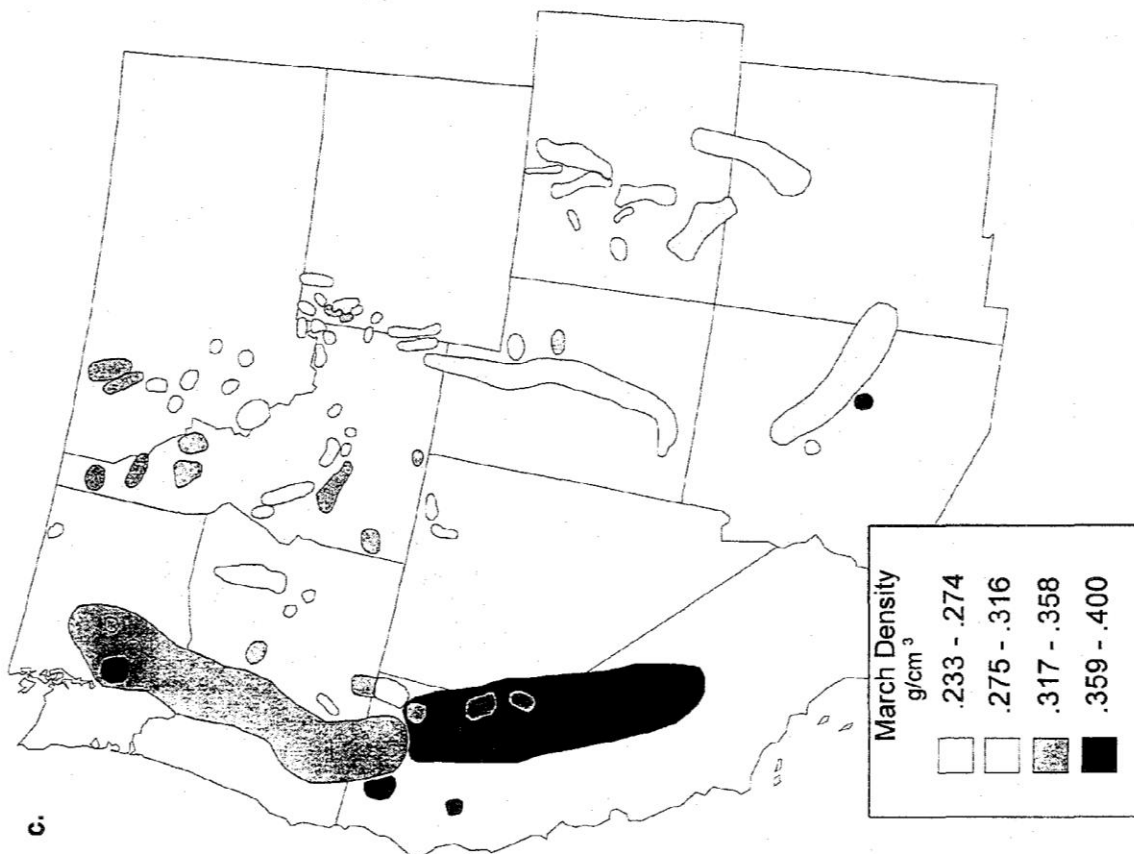 c.
March Density
g/cm³
.233 - .274
.275 - .316
.317 - .358
.359 - .400